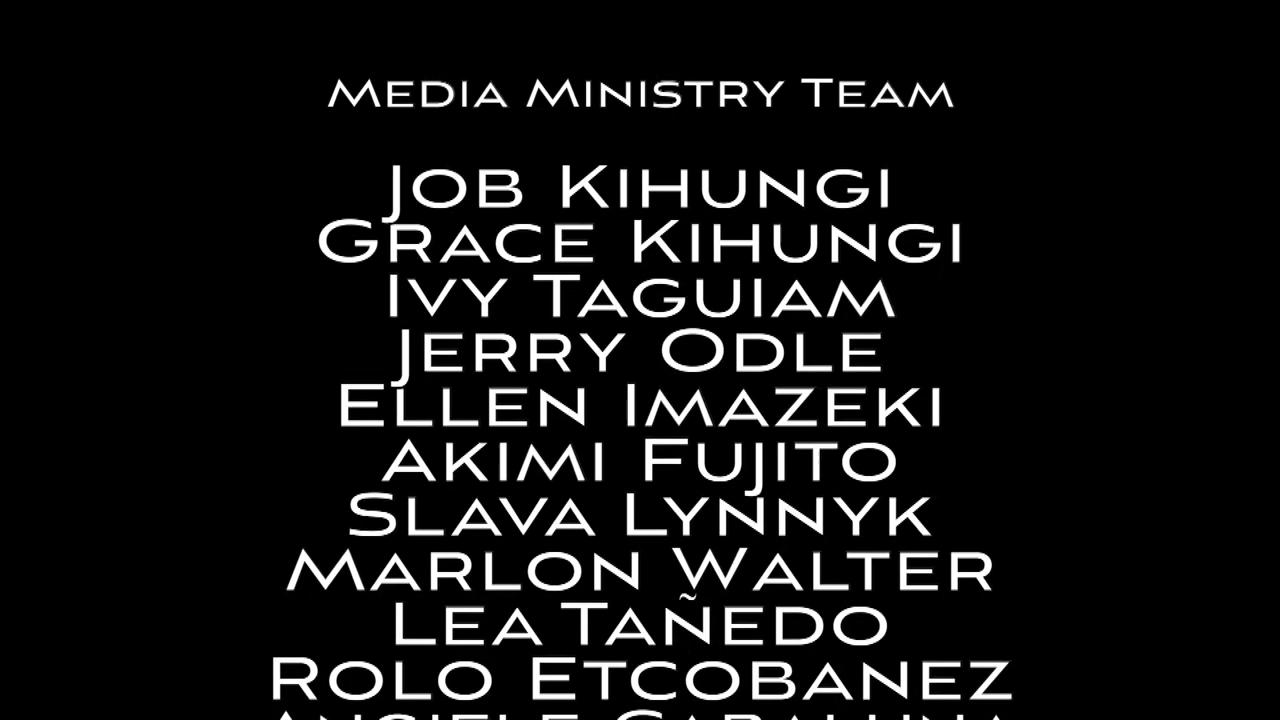 Media Ministry Team
Job Kihungi
Grace Kihungi
Ivy Taguiam
Jerry Odle
Ellen Imazeki
Akimi Fujito
Slava Lynnyk
Marlon Walter
Lea Tañedo
Rolo Etcobanez